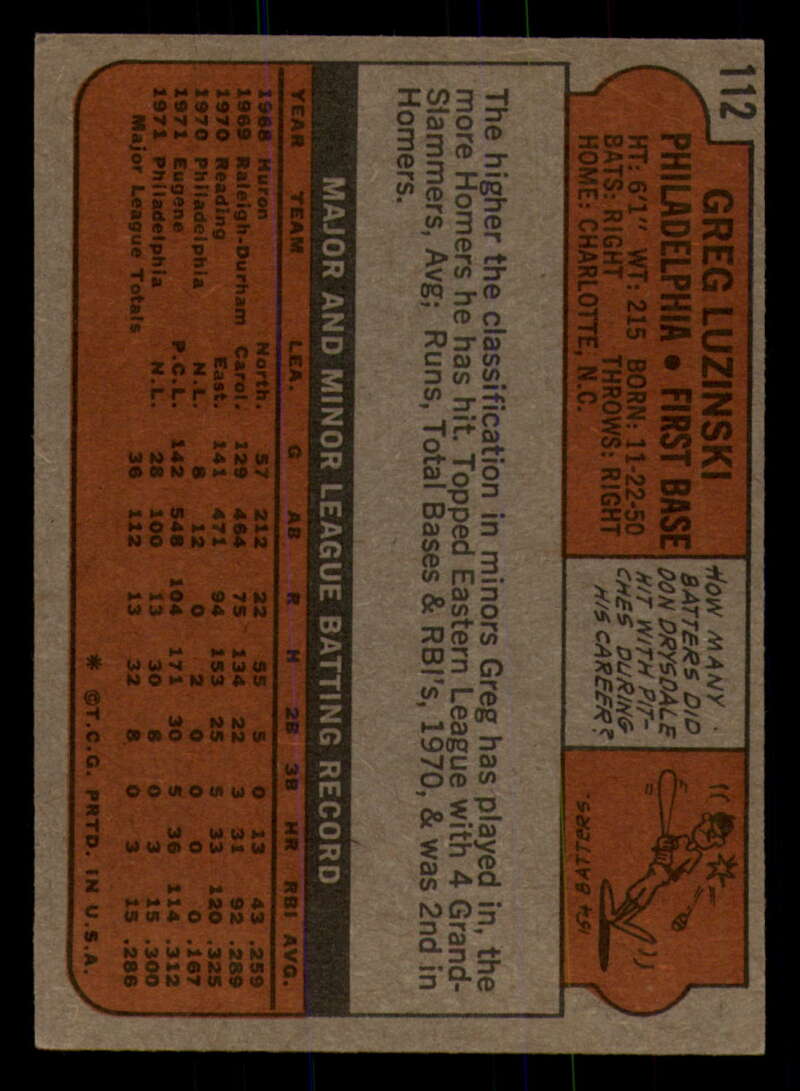 112
GREG LUZINSKI
PHILADELPHIA • FIRST BASE
HT: 6'1" WT: 215 BORN: 11-22-50
BATS: RIGHT THROWS: RIGHT
HOME: CHARLOTTE, N.C.
HOW MANY
BATTERS DID
DON DRYSDALE
HIT WITH PIT-
CHES DURING
HIS CAREER?
154 BATTERS.
The higher the classification in minors Greg has played in, the
more Homers he has hit. Topped Eastern League with 4 Grand-
Slammers, Avg; Runs, Total Bases & RBI's, 1970, & was 2nd in
Homers.
MAJOR AND MINOR LEAGUE BATTING RECORD
YEAR TEAM LEA. G AB R H 2B 3B HR RBI AVG.
1968 Huron North. 57 212 22 55 5 0 13 43 .259
1969 Raleigh-Durham Carol. 129 464 75 134 22 3 31 92 .289
1970 Reading East. 141 471 94 153 25 5 33 120 .325
1970 Philadelphia N.L. 8 12 0 2 0 0 0 0 .167
1971 Eugene P.C.L. 142 548 104 171 30 5 36 114 .312
1971 Philadelphia N.L. 28 100 13 30 8 0 3 15 .300
Major League Totals 36 112 13 32 8 0 3 15 .286
* ©T.C.G. PRTD. IN U.S.A.